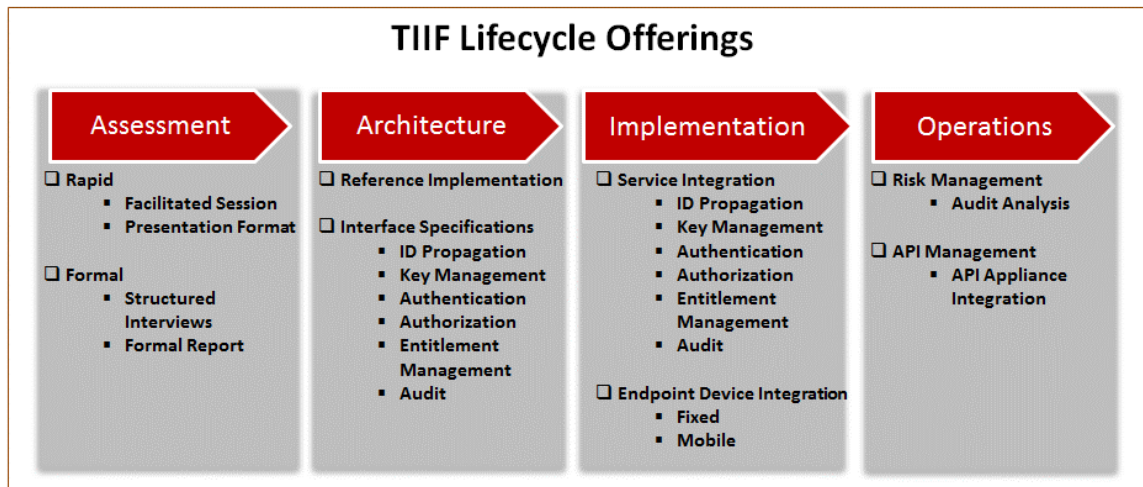 TIIF Lifecycle Offerings
Assessment
❑ Rapid
▪ Facilitated Session
▪ Presentation Format
❑ Formal
▪ Structured
Interviews
▪ Formal Report
Architecture
❑ Reference Implementation
❑ Interface Specifications
▪ ID Propagation
▪ Key Management
▪ Authentication
▪ Authorization
▪ Entitlement
Management
▪ Audit
Implementation
❑ Service Integration
▪ ID Propagation
▪ Key Management
▪ Authentication
▪ Authorization
▪ Entitlement
Management
▪ Audit
❑ Endpoint Device Integration
▪ Fixed
▪ Mobile
Operations
❑ Risk Management
▪ Audit Analysis
❑ API Management
▪ API Appliance
Integration